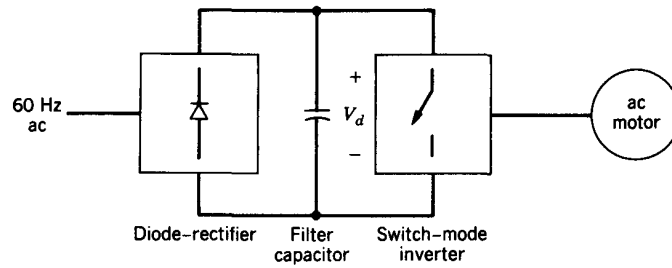 60 Hz
ac
+
V_d
−
ac
motor
Diode-rectifier
Filter
capacitor
Switch-mode
inverter